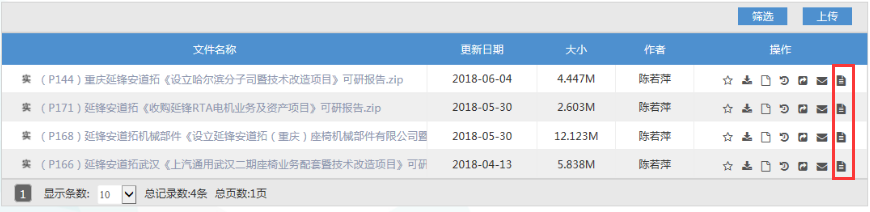 筛选 上传
文件名称 更新日期 大小 作者 操作
实 （P144）重庆延锋安道拓《设立哈尔滨分子司暨技术改造项目》可研报告.zip 2018-06-04 4.447M 陈若萍
实 （P171）延锋安道拓《收购延锋RTA电机业务及资产项目》可研报告.zip 2018-05-30 2.603M 陈若萍
实 （P168）延锋安道拓机械部件《设立延锋安道拓（重庆）座椅机械部件有限公司暨 2018-05-30 12.123M 陈若萍
实 （P166）延锋安道拓武汉《上汽通用武汉二期座椅业务配套暨技术改造项目》可研 2018-04-13 5.838M 陈若萍
1 显示条数: 10 总记录数:4条 总页数:1页